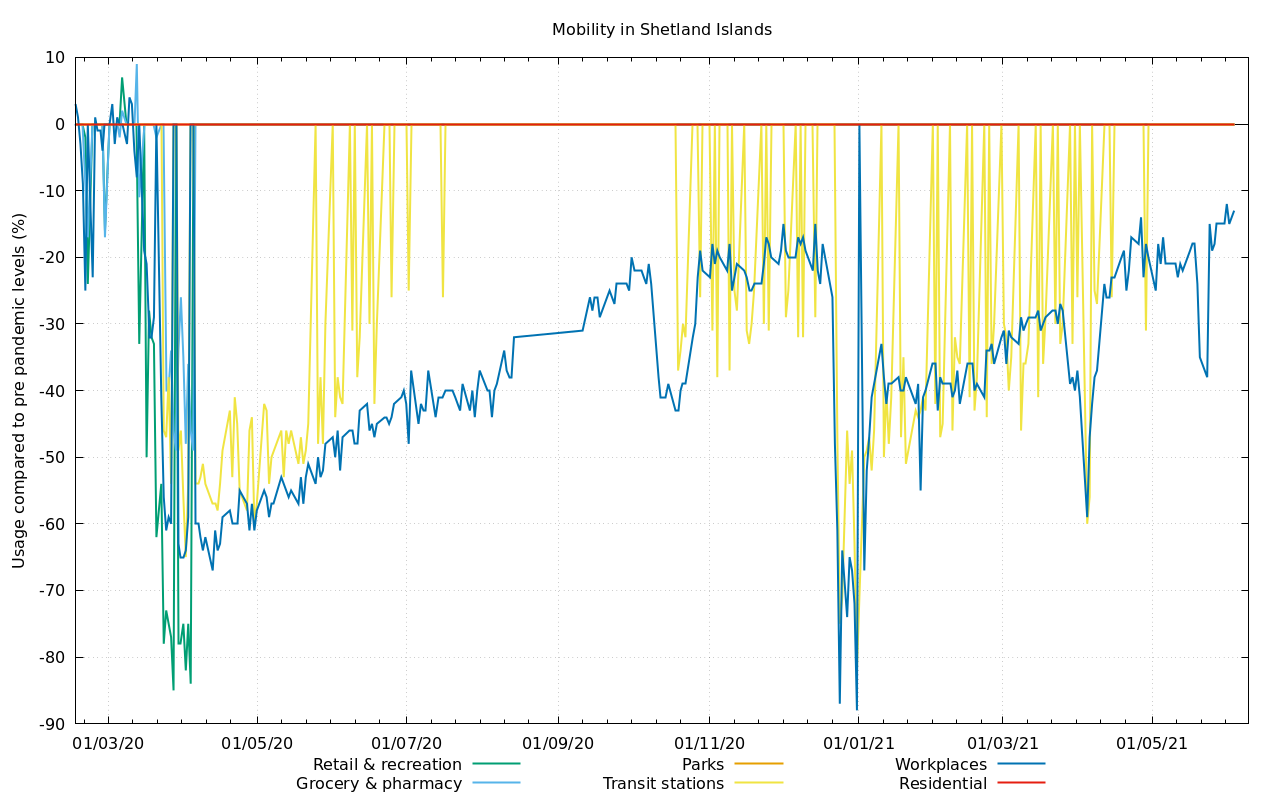 Mobility in Shetland Islands
Usage compared to pre pandemic levels (%)
10
0
-10
-20
-30
-40
-50
-60
-70
-80
-90
01/03/20 01/05/20 01/07/20 01/09/20 01/11/20 01/01/21 01/03/21 01/05/21
Retail & recreation Parks Workplaces
Grocery & pharmacy Transit stations Residential